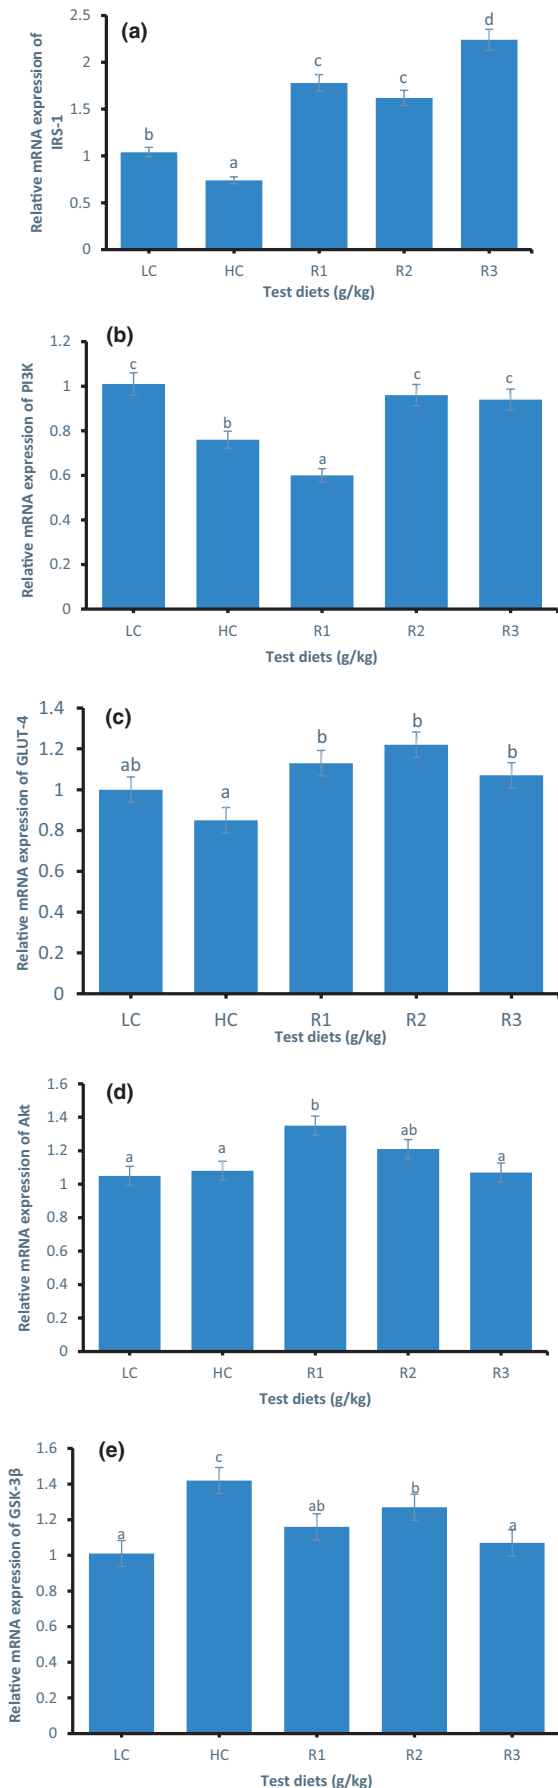 (a)
Relative mRNA expression of
IRS-1
2.5
2
1.5
1
0.5
0
b
a
c
c
d
LC HC R1 R2 R3
Test diets (g/kg)
(b)
Relative mRNA expression of PI3K
1.2
1
0.8
0.6
0.4
0.2
0
c
b
a
c
c
LC HC R1 R2 R3
Test diets (g/kg)
(c)
Relative mRNA expression of GLUT-4
1.4
1.2
1
0.8
0.6
0.4
0.2
0
ab
a
b
b
b
LC HC R1 R2 R3
Test diets (g/kg)
(d)
Relative mRNA expression of Akt
1.6
1.4
1.2
1
0.8
0.6
0.4
0.2
0
a
a
b
ab
a
LC HC R1 R2 R3
Test diets (g/kg)
(e)
Relative mRNA expression of GSK-3β
1.6
1.4
1.2
1
0.8
0.6
0.4
0.2
0
a
c
ab
b
a
LC HC R1 R2 R3
Test diets (g/kg)